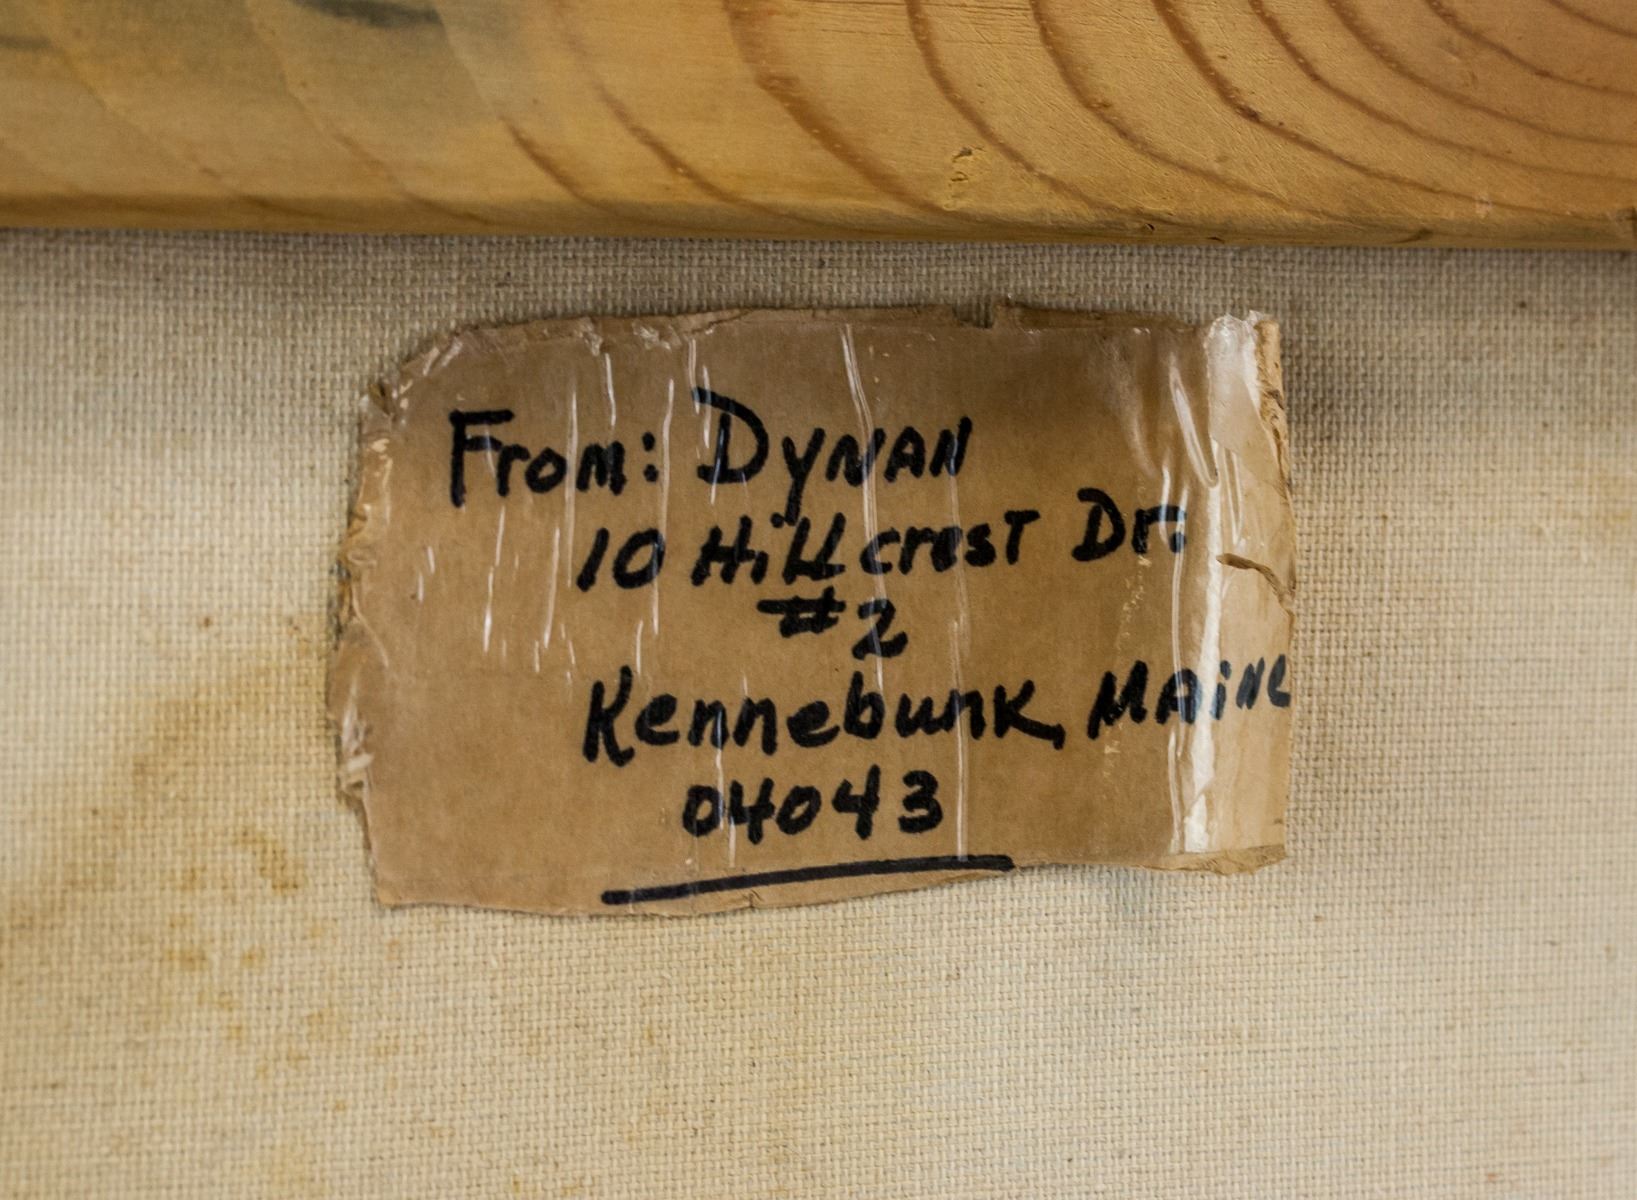 From: Dynan
10 Hillcrest Dr.
#2
Kennebunk, Maine
04043